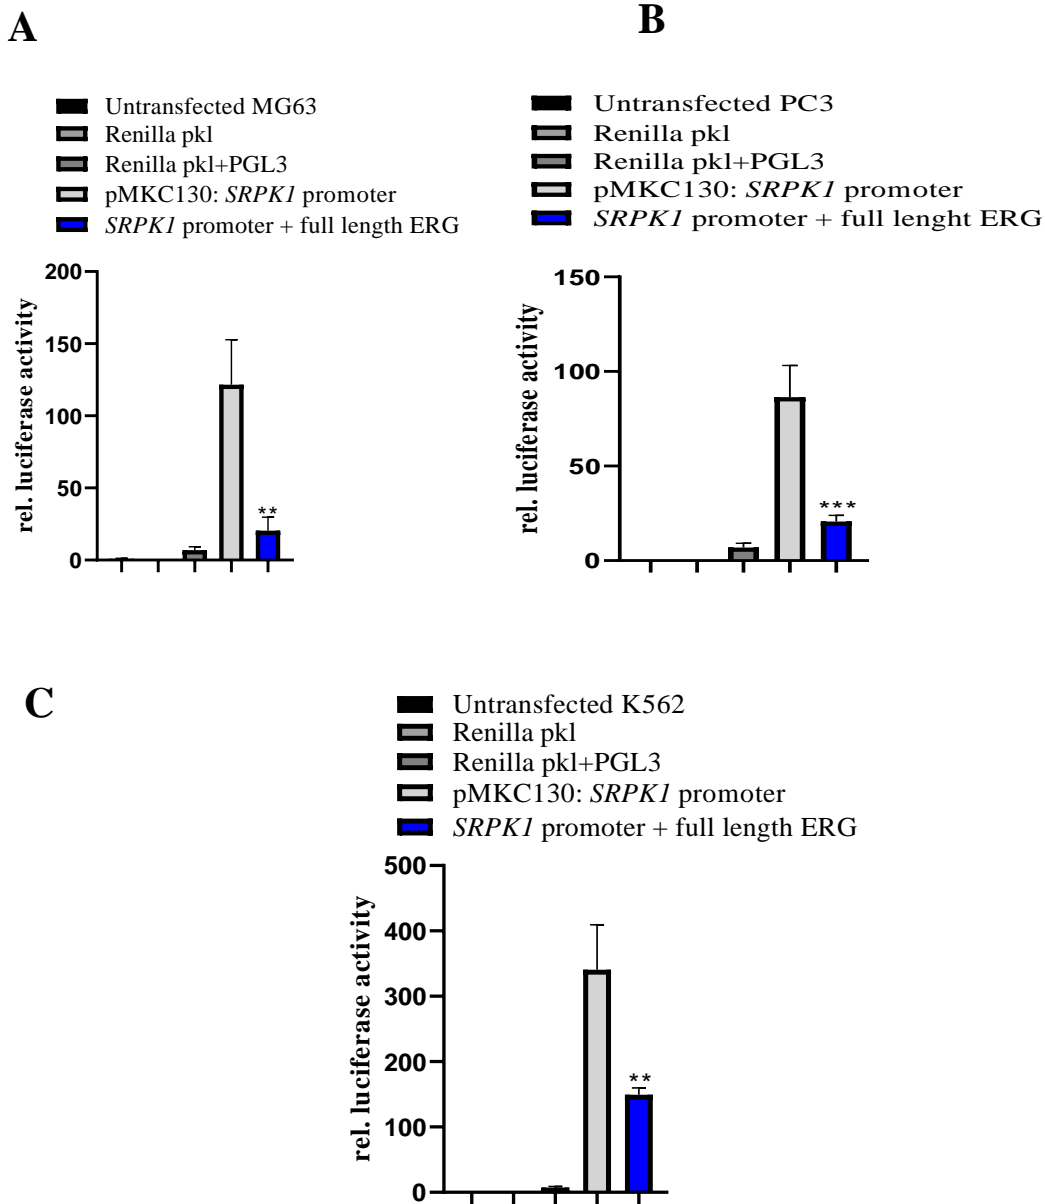 A
Untransfected MG63
Renilla pkl
Renilla pkl+PGL3
pMKC130: SRPK1 promoter
SRPK1 promoter + full length ERG
rel. luciferase activity
200
150
100
50
0
**
B
Untransfected PC3
Renilla pkl
Renilla pkl+PGL3
pMKC130: SRPK1 promoter
SRPK1 promoter + full lenght ERG
rel. luciferase activity
150
100
50
0
***
C
Untransfected K562
Renilla pkl
Renilla pkl+PGL3
pMKC130: SRPK1 promoter
SRPK1 promoter + full length ERG
rel. luciferase activity
500
400
300
200
100
0
**